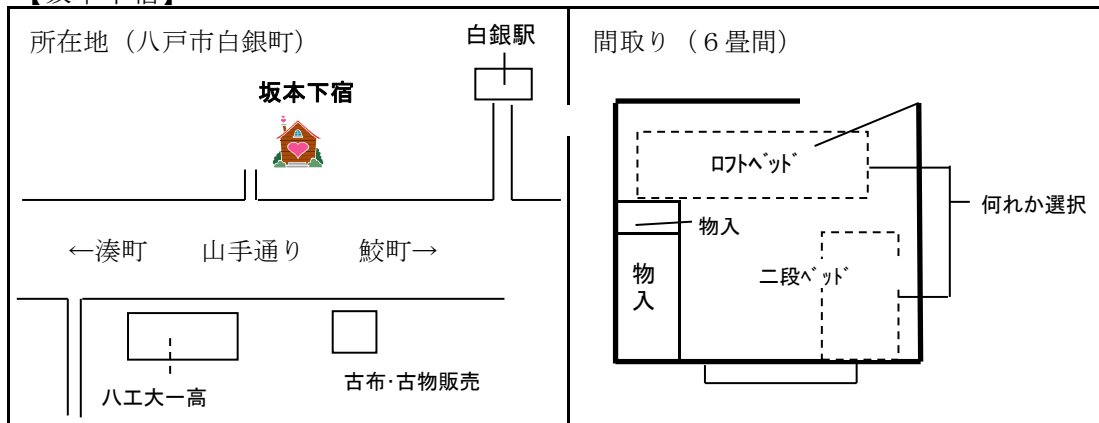 所在地（八戸市白銀町）
白銀駅
坂本下宿
←湊町
山手通り
鮫町→
八工大一高
古布・古物販売
間取り（６畳間）
ロフトベッド
何れか選択
物入
物入
二段ベッド